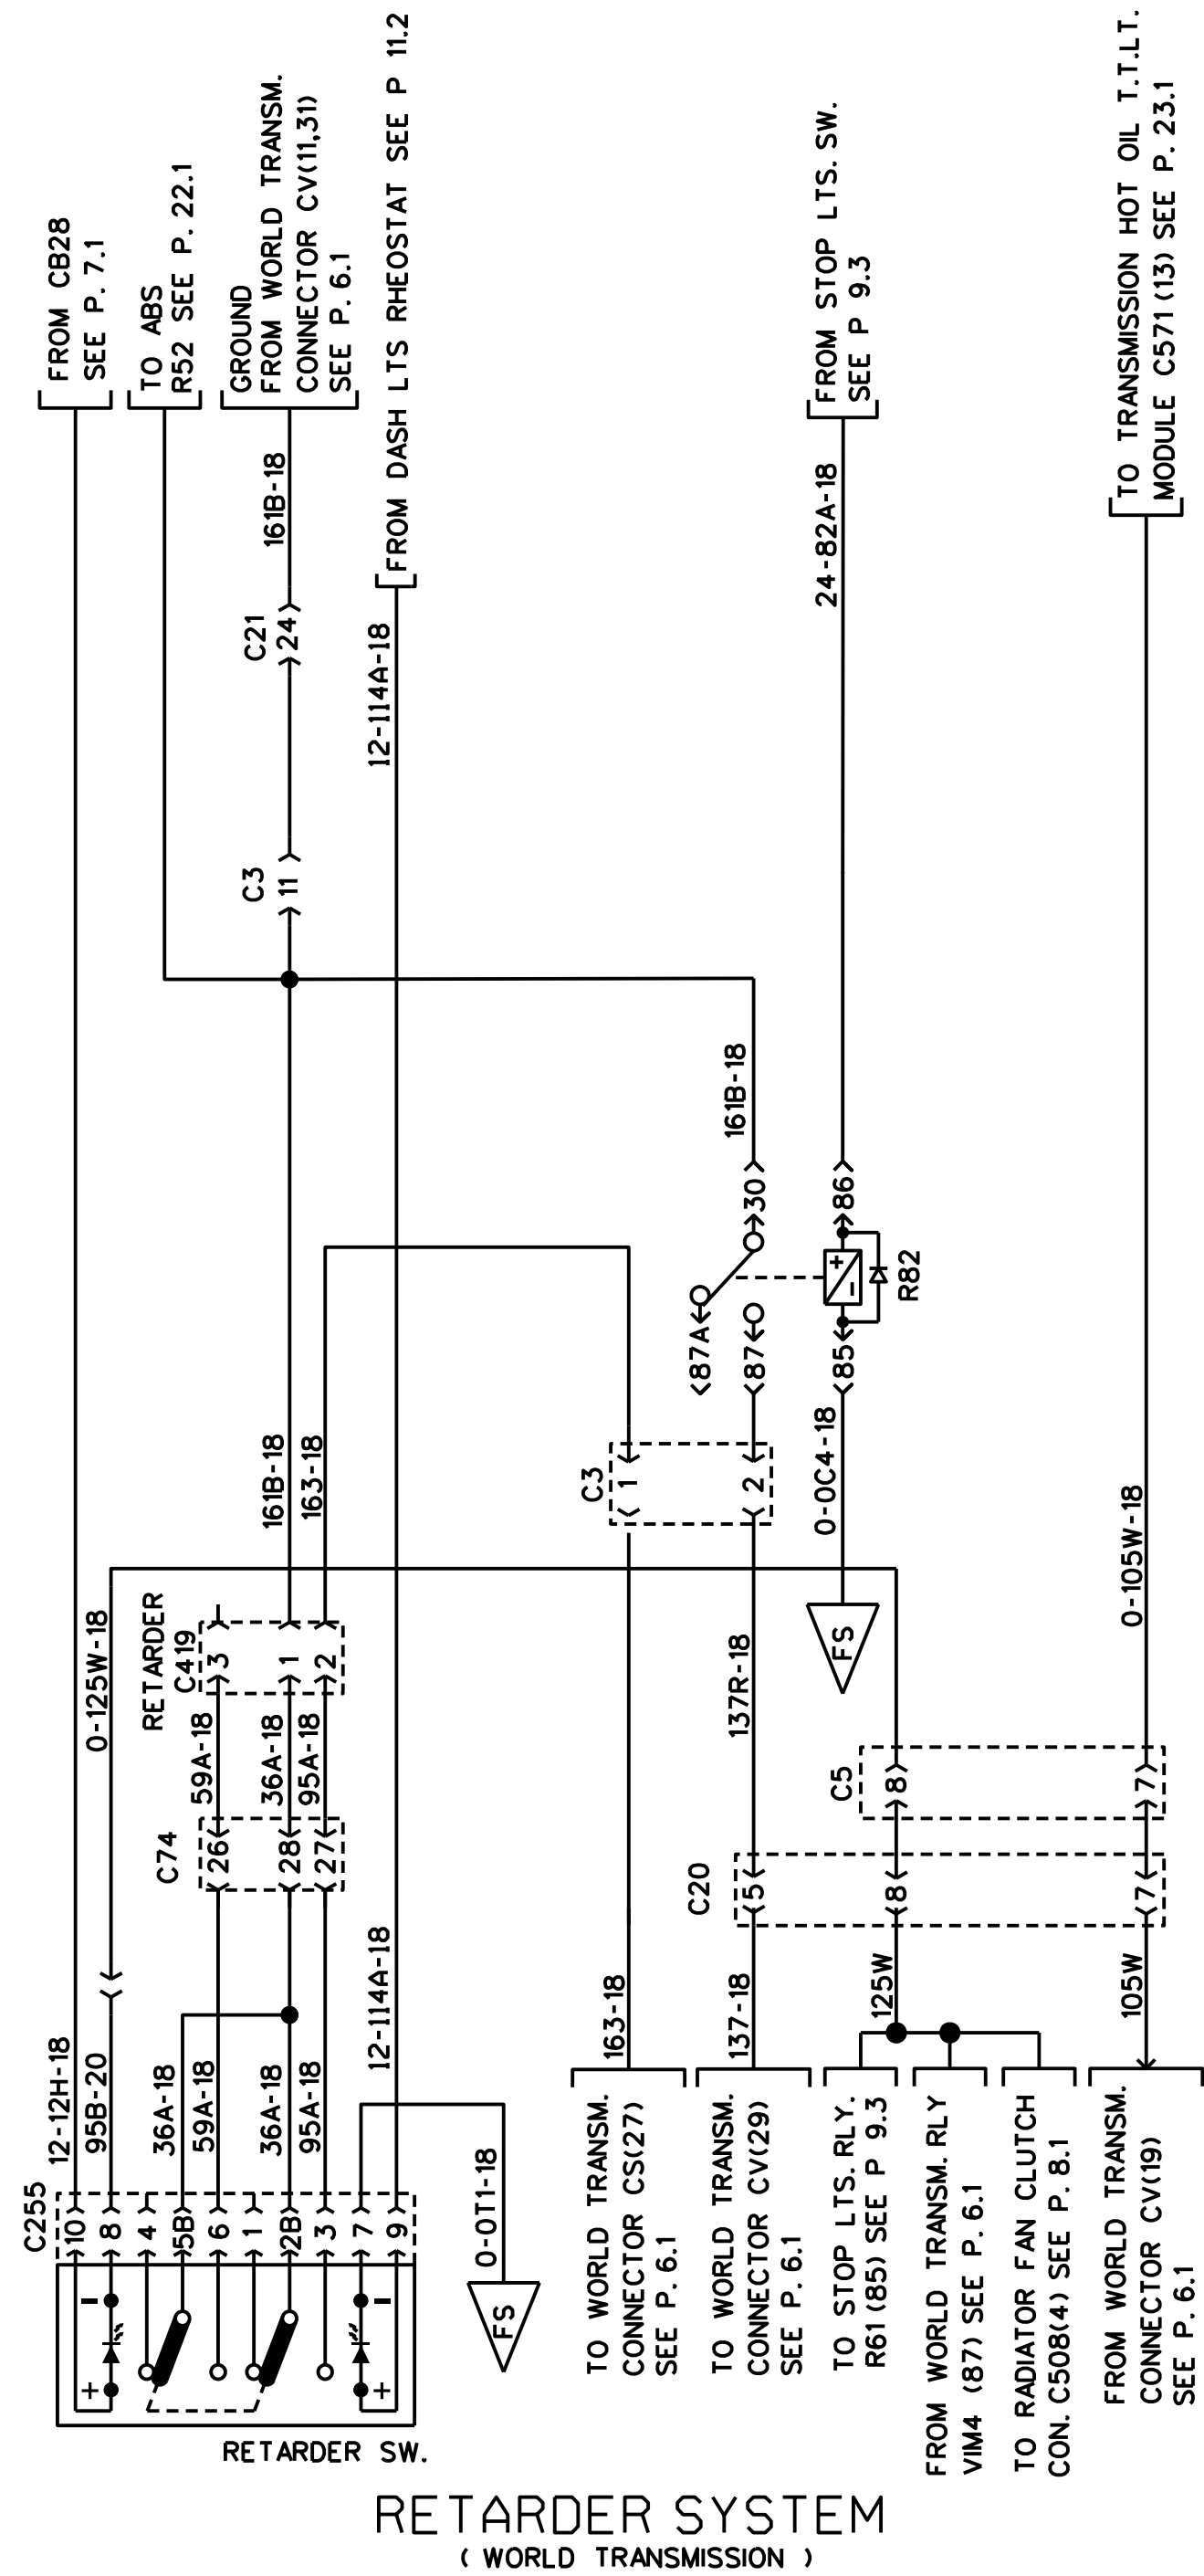 FROM CB28
SEE P. 7.1
TO ABS
R52 SEE P. 22.1
GROUND
FROM WORLD TRANSM.
CONNECTOR CV(11,31)
SEE P. 6.1
FROM DASH LTS RHEOSTAT SEE P 11.2
FROM STOP LTS. SW.
SEE P 9.3
TO TRANSMISSION HOT OIL T.T.LT.
MODULE C571 (13) SEE P. 23.1
161B-18
C21
24
12-114A-18
24-82A-18
C3
11
161B-18
30
86
87A
87
85
+
-
R82
161B-18
163-18
C3
1
2
0-0C4-18
FS
0-105W-18
0-125W-18
RETARDER
C419
3
1
2
59A-18
36A-18
95A-18
C74
26
28
27
137R-18
C5
8
7
C20
5
8
7
12-12H-18
95B-20
36A-18
59A-18
36A-18
95A-18
12-114A-18
163-18
137-18
125W
105W
C255
10
8
4
5B
6
1
2B
3
7
9
0-0T1-18
FS
-
+
-
+
RETARDER SW.
TO WORLD TRANSM.
CONNECTOR CS(27)
SEE P. 6.1
TO WORLD TRANSM.
CONNECTOR CV(29)
SEE P. 6.1
TO STOP LTS. RLY.
R61 (85) SEE P 9.3
FROM WORLD TRANSM. RLY
VIM4 (87) SEE P. 6.1
TO RADIATOR FAN CLUTCH
CON. C508(4) SEE P. 8.1
FROM WORLD TRANSM.
CONNECTOR CV(19)
SEE P. 6.1
RETARDER SYSTEM
( WORLD TRANSMISSION )